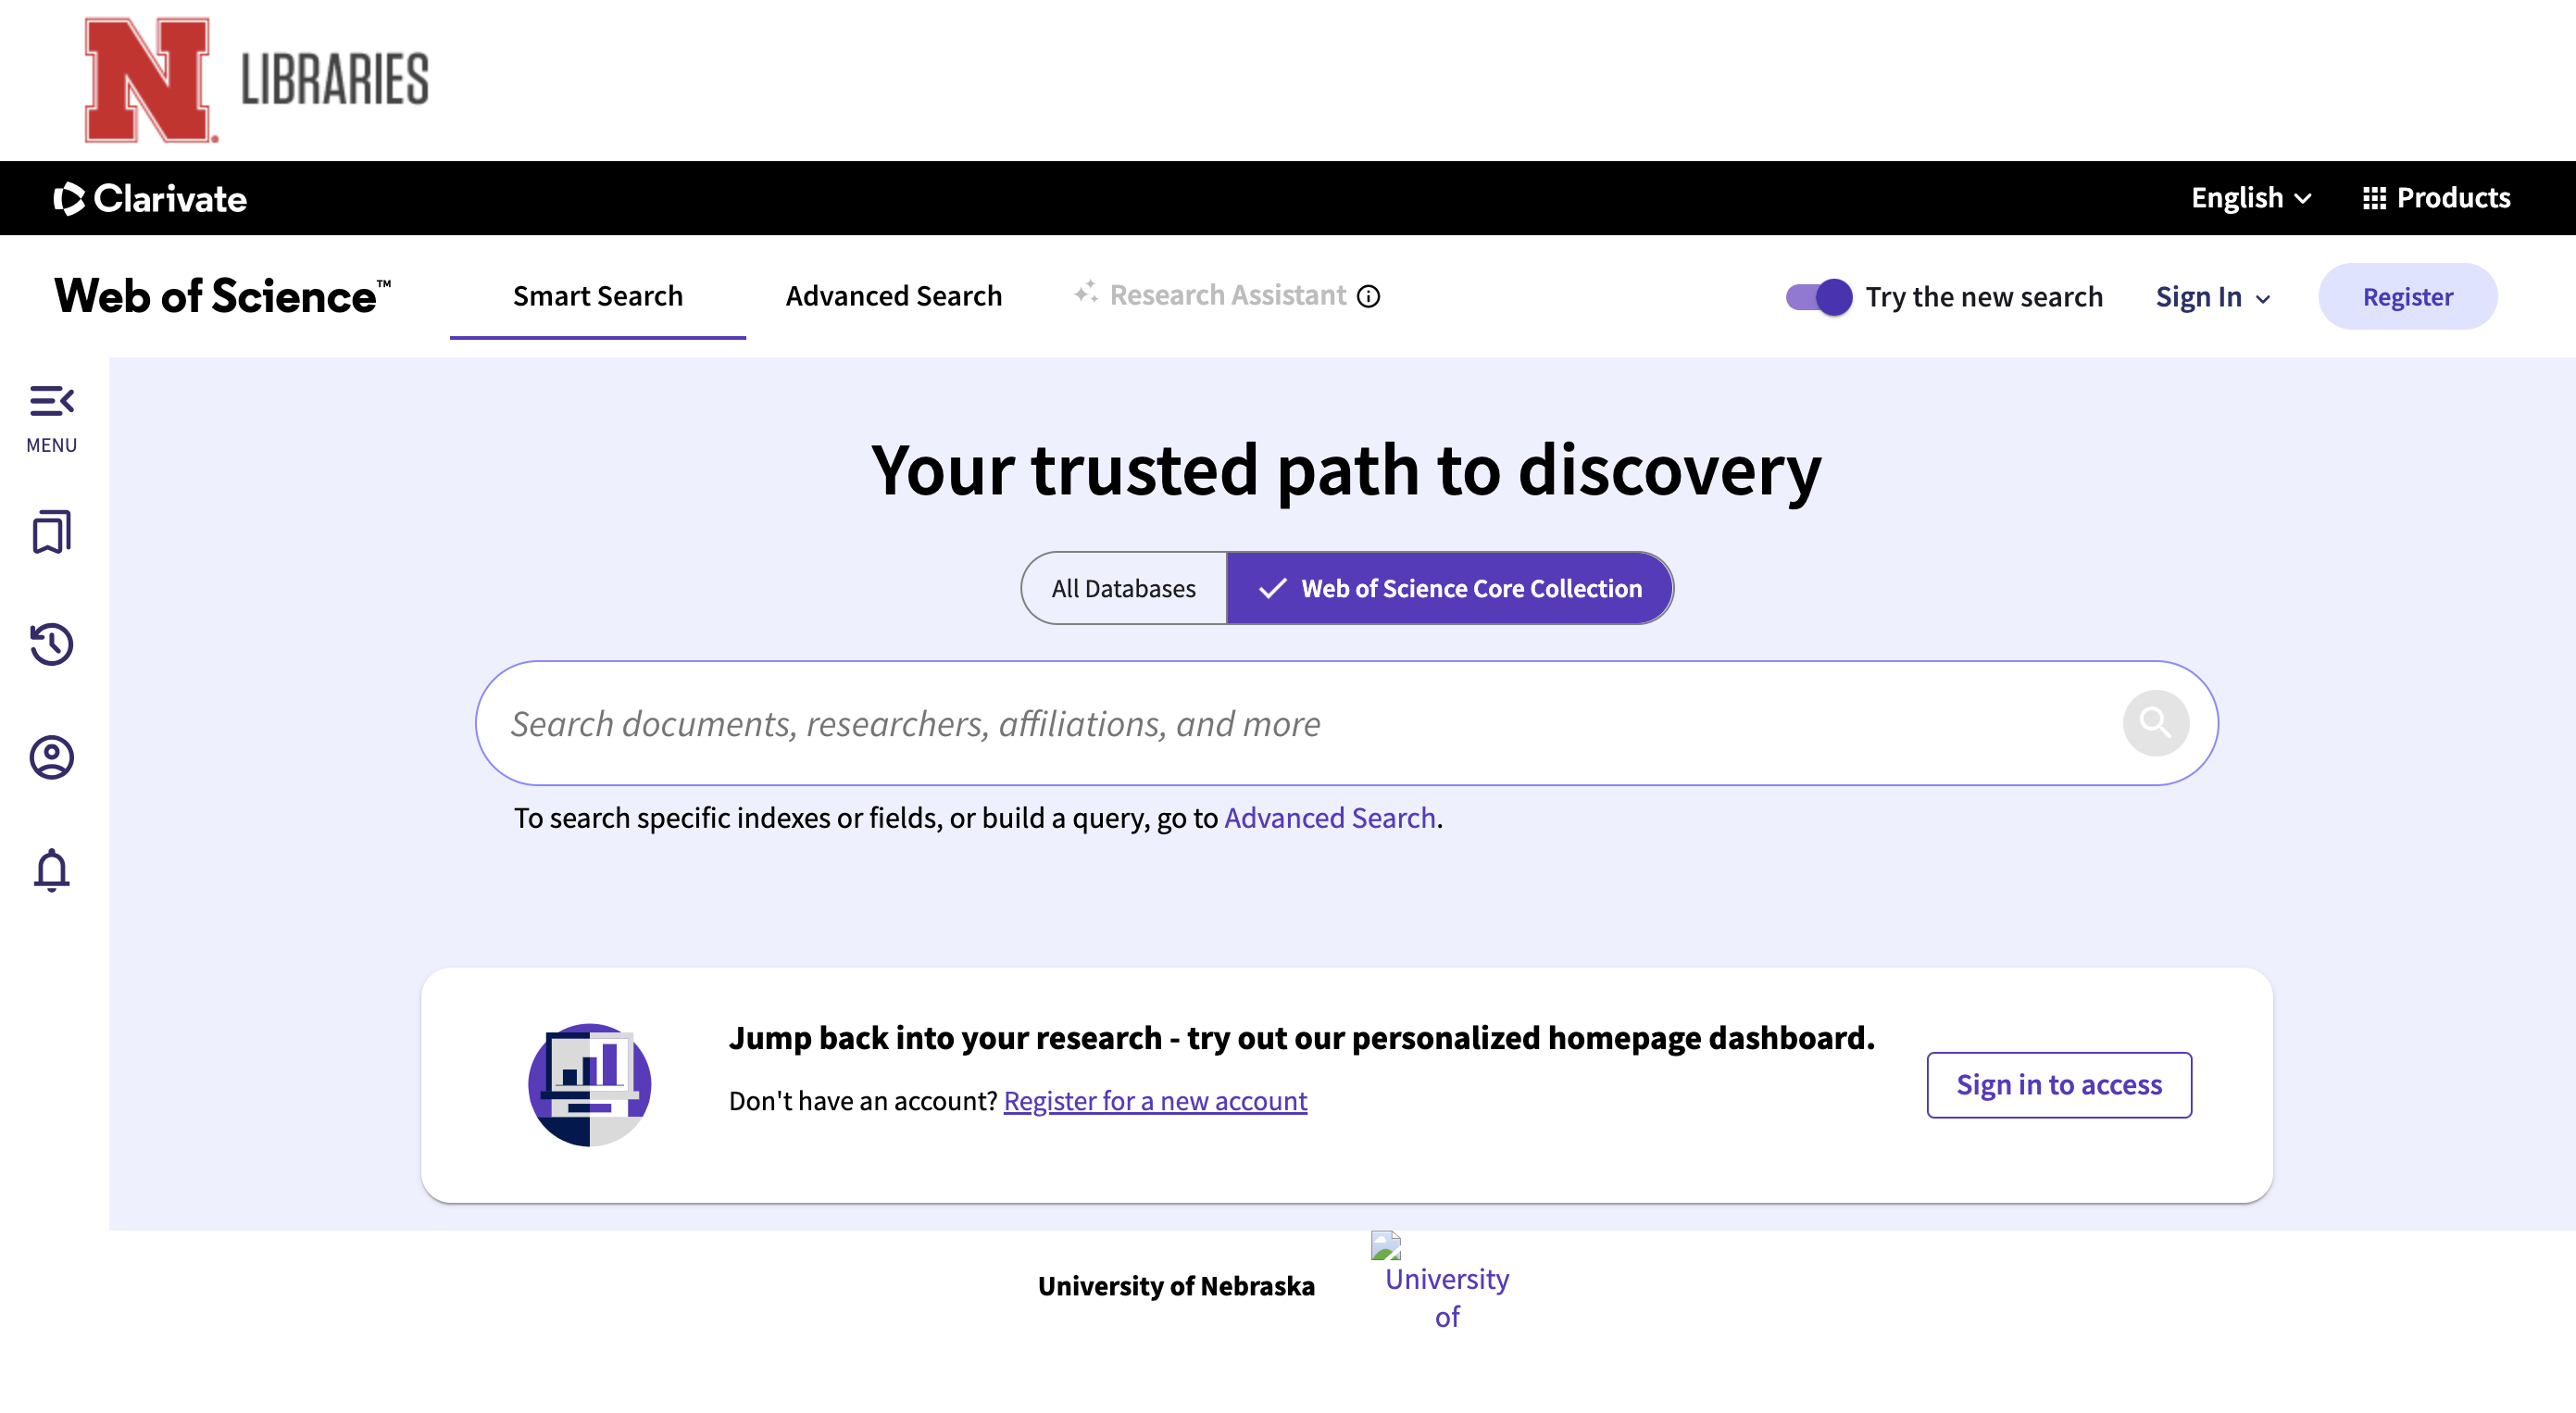 N LIBRARIES
Clarivate
English
Products
Web of Science™
Smart Search
Advanced Search
Research Assistant
Try the new search
Sign In
Register
MENU
Your trusted path to discovery
All Databases
Web of Science Core Collection
Search documents, researchers, affiliations, and more
To search specific indexes or fields, or build a query, go to Advanced Search.
Jump back into your research - try out our personalized homepage dashboard.
Don't have an account? Register for a new account
Sign in to access
University of Nebraska
University
of